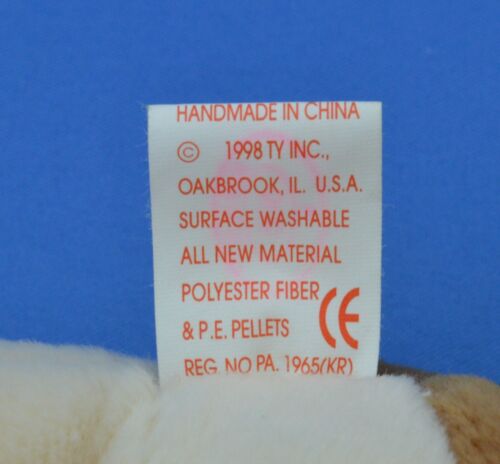 HANDMADE IN CHINA
© 1998 TY INC.,
OAKBROOK, IL. U.S.A.
SURFACE WASHABLE
ALL NEW MATERIAL
POLYESTER FIBER
& P.E. PELLETS CE
REG. NO PA. 1965(KR)